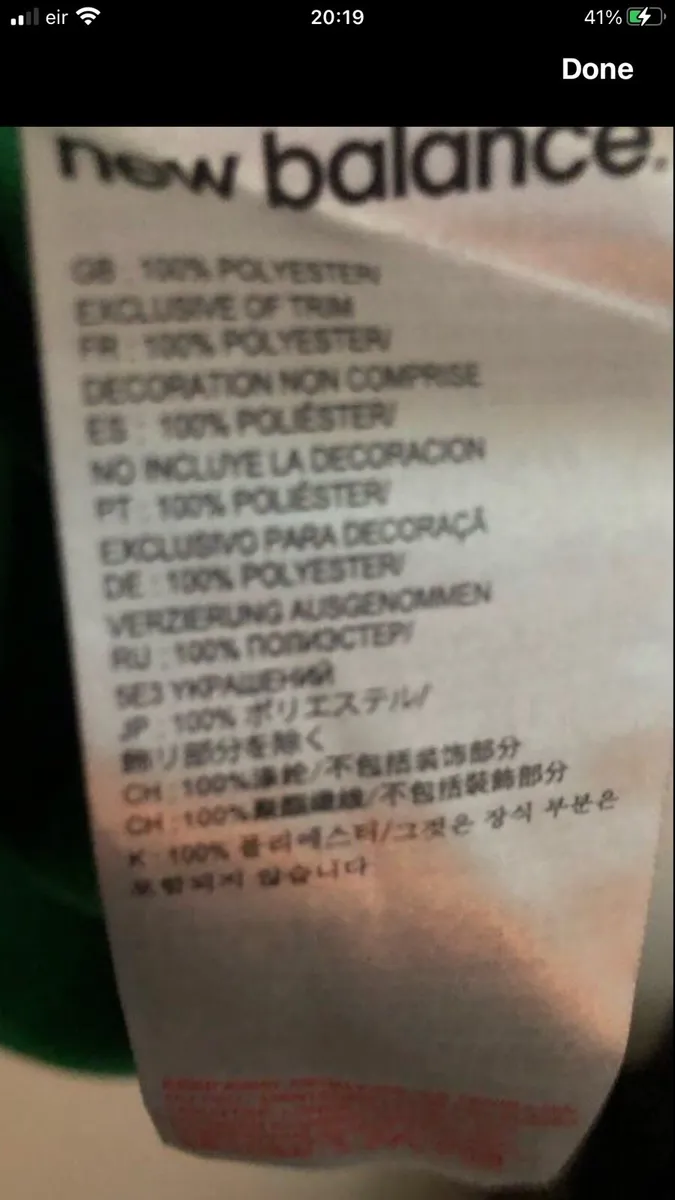 eir
20:19
41%
Done
new balance.
GB : 100% POLYESTER/
EXCLUSIVE OF TRIM
FR : 100% POLYESTER/
DECORATION NON COMPRISE
ES : 100% POLIÉSTER/
NO INCLUYE LA DECORACION
PT : 100% POLIÉSTER/
EXCLUSIVO PARA DECORAÇÃ
DE : 100% POLYESTER/
VERZIERUNG AUSGENOMMEN
RU : 100% ПОЛИЭСТЕР/
БЕЗ УКРАШЕНИЙ
JP : 100% ポリエステル/
飾り部分を除く
CH : 100%涤纶/不包括装饰部分
CH : 100%聚酯纖維/不包括裝飾部分
K : 100% 폴리에스터/그것은 장식 부분은
포함되지 않습니다